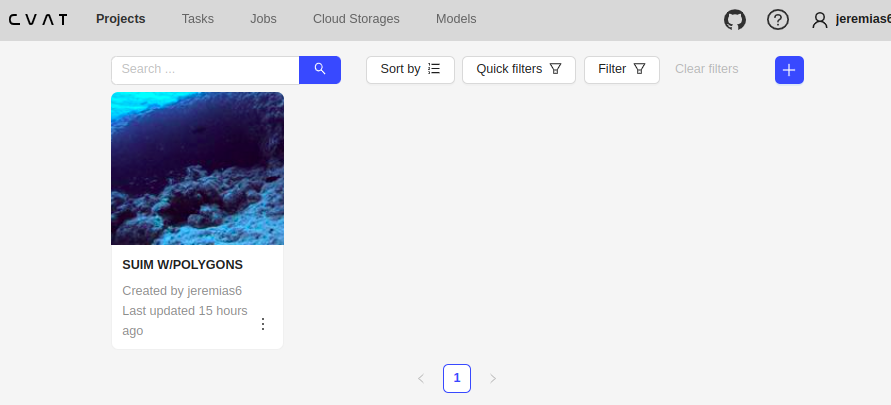 CVAT Projects Tasks Jobs Cloud Storages Models jeremias6
Search ... Sort by Quick filters Filter Clear filters
SUIM W/POLYGONS
Created by jeremias6
Last updated 15 hours
ago
1